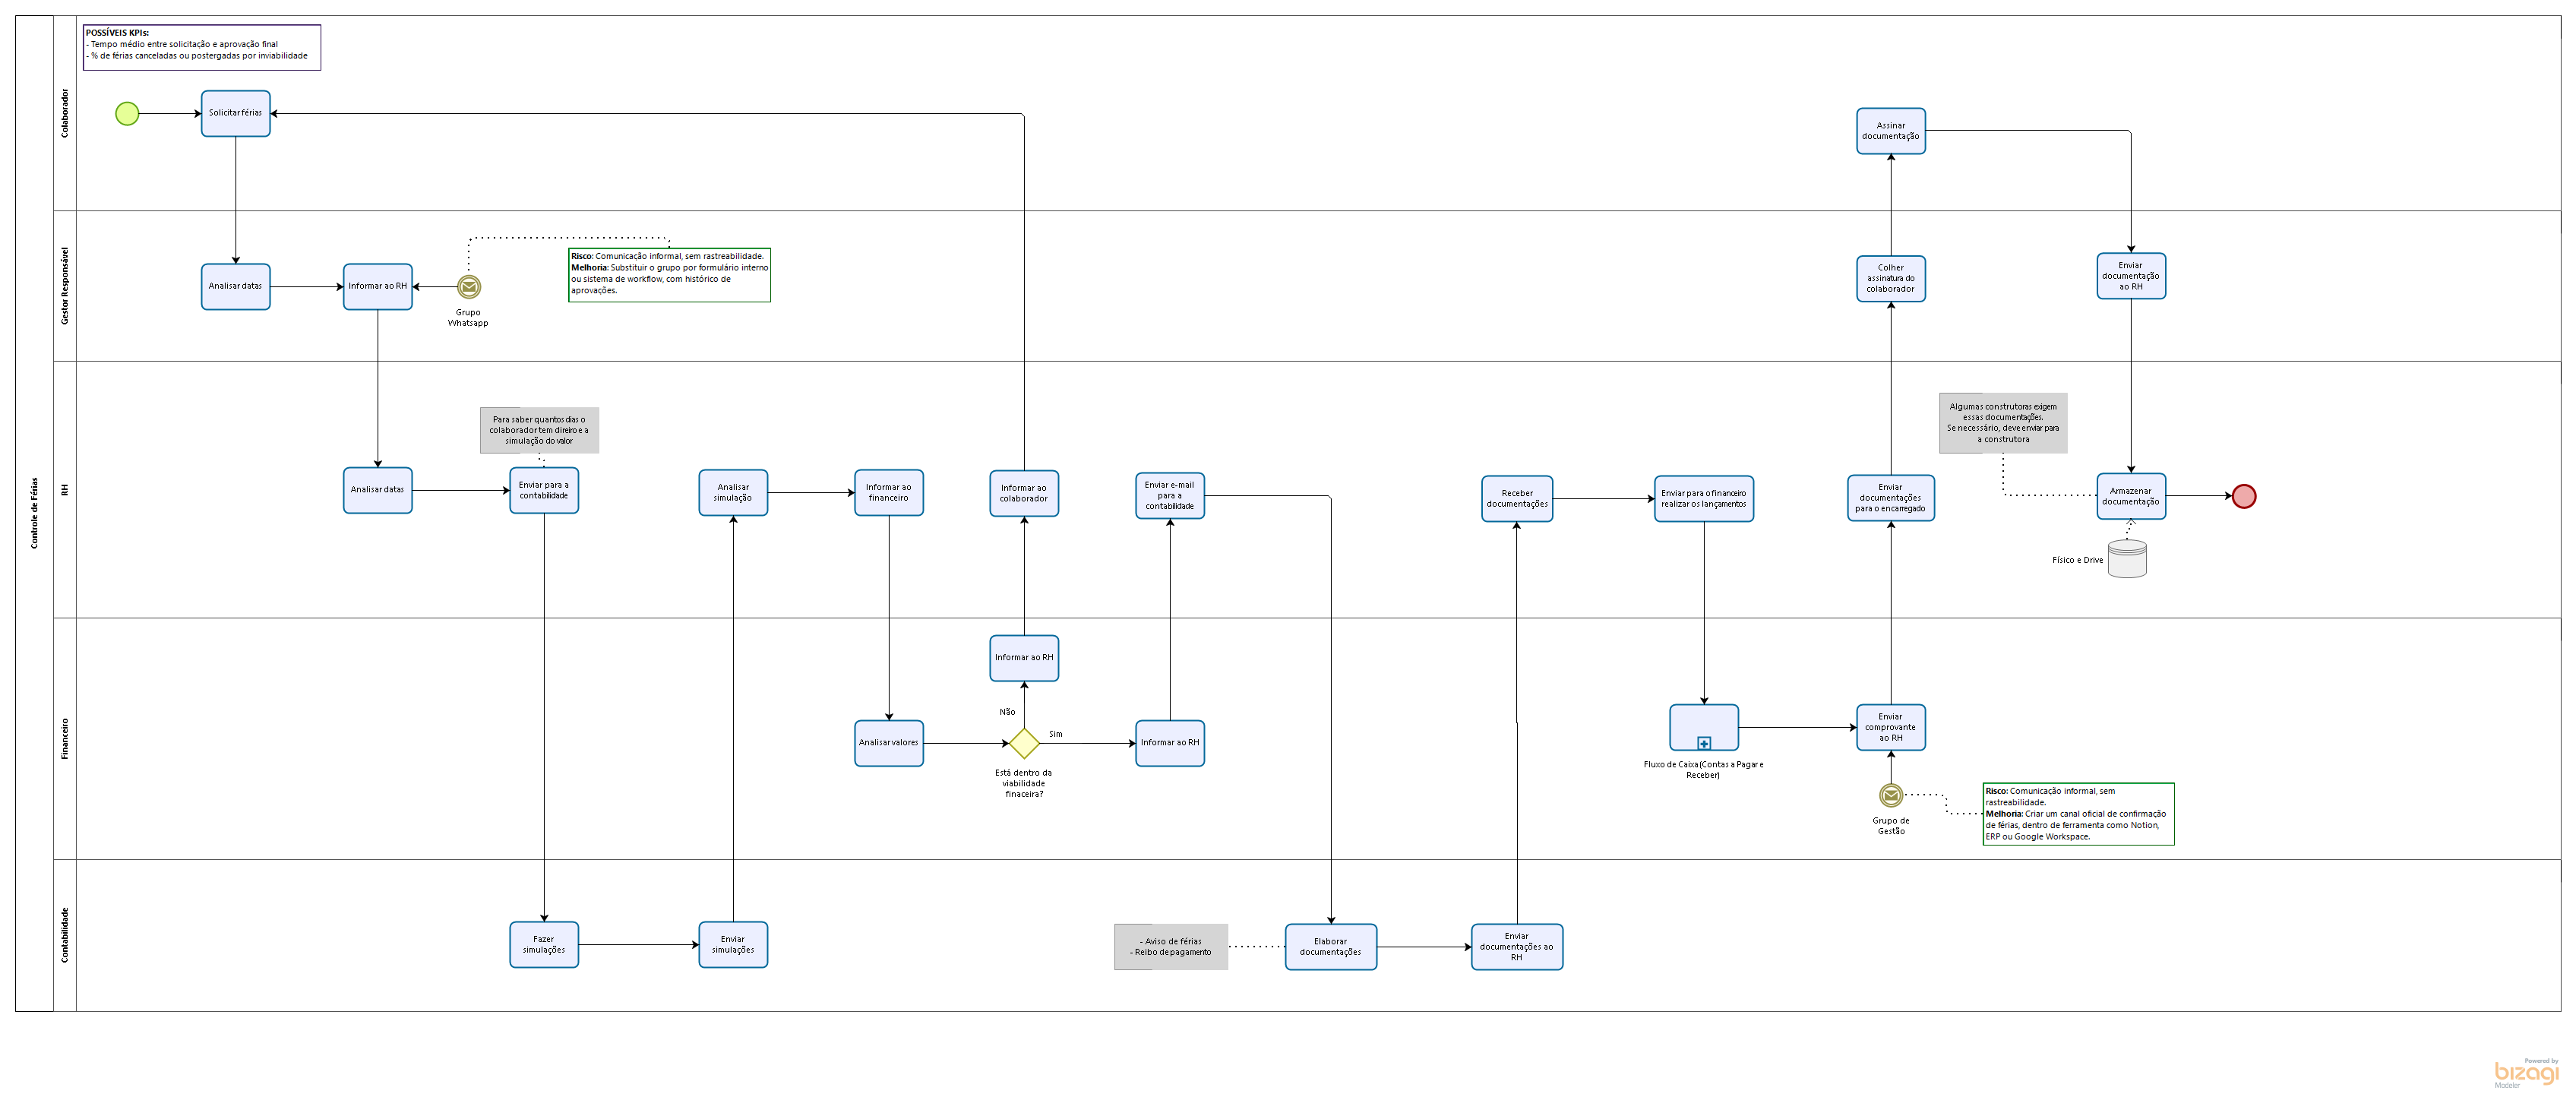 Controle de Férias
Colaborador
POSSÍVEIS KPIs:
- Tempo médio entre solicitação e aprovação final
- % de férias canceladas ou postergadas por inviabilidade
Solicitar férias
Assinar
documentação
Gestor Responsável
Analisar datas
Informar ao RH
Grupo
Whatsapp
Risco: Comunicação informal, sem rastreabilidade.
Melhoria: Substituir o grupo por formulário interno
ou sistema de workflow, com histórico de
aprovações.
Colher
assinatura do
colaborador
Enviar
documentação
ao RH
RH
Analisar datas
Para saber quantos dias o
colaborador tem direiro e a
simulação do valor
Enviar para a
contabilidade
Analisar
simulação
Informar ao
financeiro
Informar ao
colaborador
Enviar e-mail
para a
contabilidade
Receber
documentações
Enviar para o financeiro
realizar os lançamentos
Enviar
documentações
para o encarregado
Algumas construtoras exigem
essas documentações.
Se necessário, deve enviar para
a construtora
Armazenar
documentação
Físico e Drive
Financeiro
Analisar valores
Informar ao RH
Não
Sim
Está dentro da
viabilidade
finaceira?
Informar ao RH
Fluxo de Caixa(Contas a Pagar e
Receber)
Enviar
comprovante
ao RH
Grupo de
Gestão
Risco: Comunicação informal, sem
rastreabilidade.
Melhoria: Criar um canal oficial de confirmação
de férias, dentro de ferramenta como Notion,
ERP ou Google Workspace.
Contabilidade
Fazer
simulações
Enviar
simulações
- Aviso de férias
- Reibo de pagamento
Elaborar
documentações
Enviar
documentações ao
RH
Powered by
bizagi
Modeler